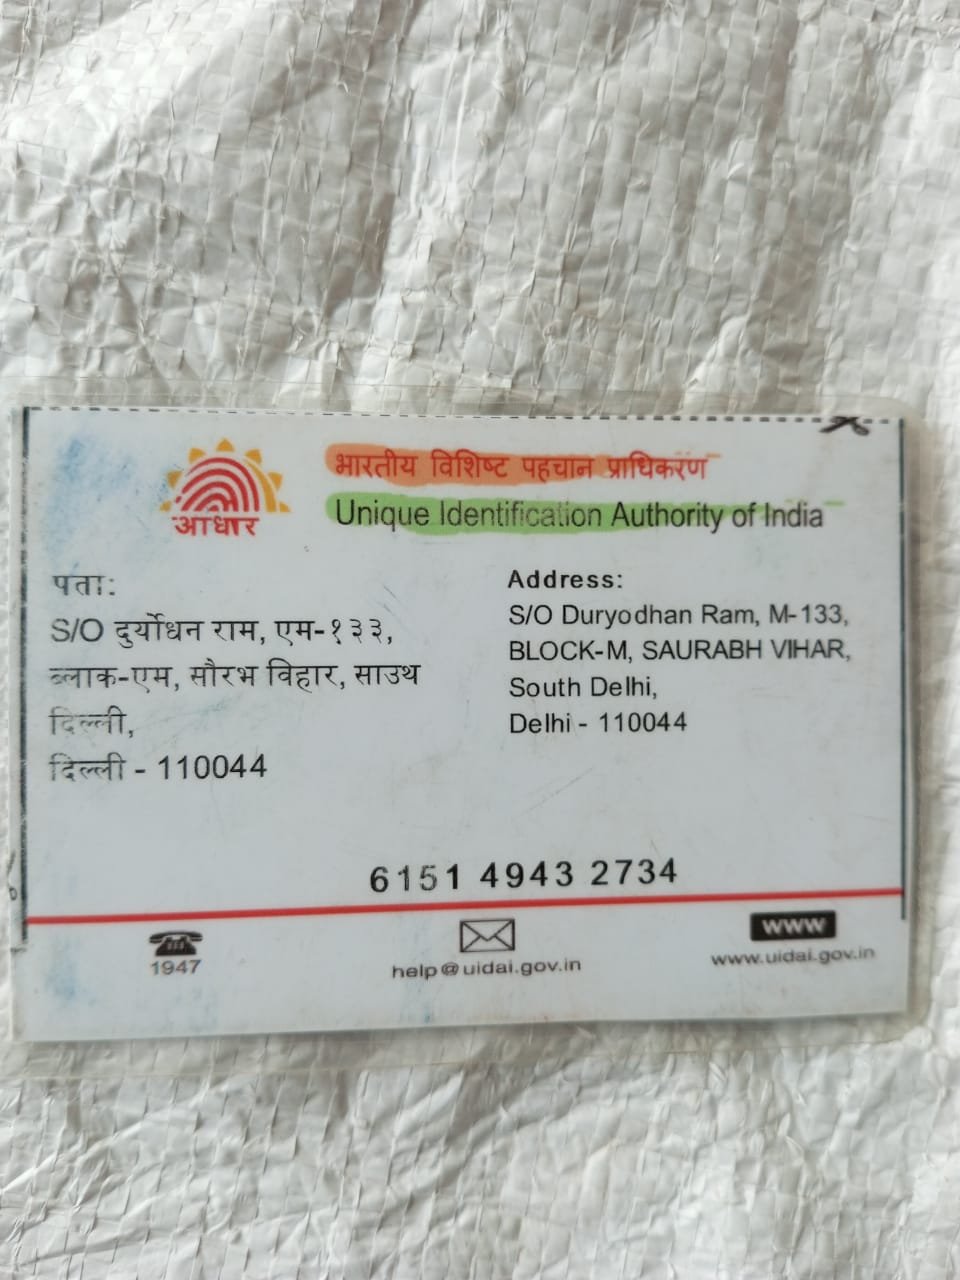 भारतीय विशिष्ट पहचान प्राधिकरण
Unique Identification Authority of India
आधार
पता:
S/O दुर्योधन राम, एम-१३३,
ब्लाक-एम, सौरभ विहार, साउथ
दिल्ली,
दिल्ली - 110044
Address:
S/O Duryodhan Ram, M-133,
BLOCK-M, SAURABH VIHAR,
South Delhi,
Delhi - 110044
6151 4943 2734
1947
help@uidai.gov.in
www
www.uidai.gov.in